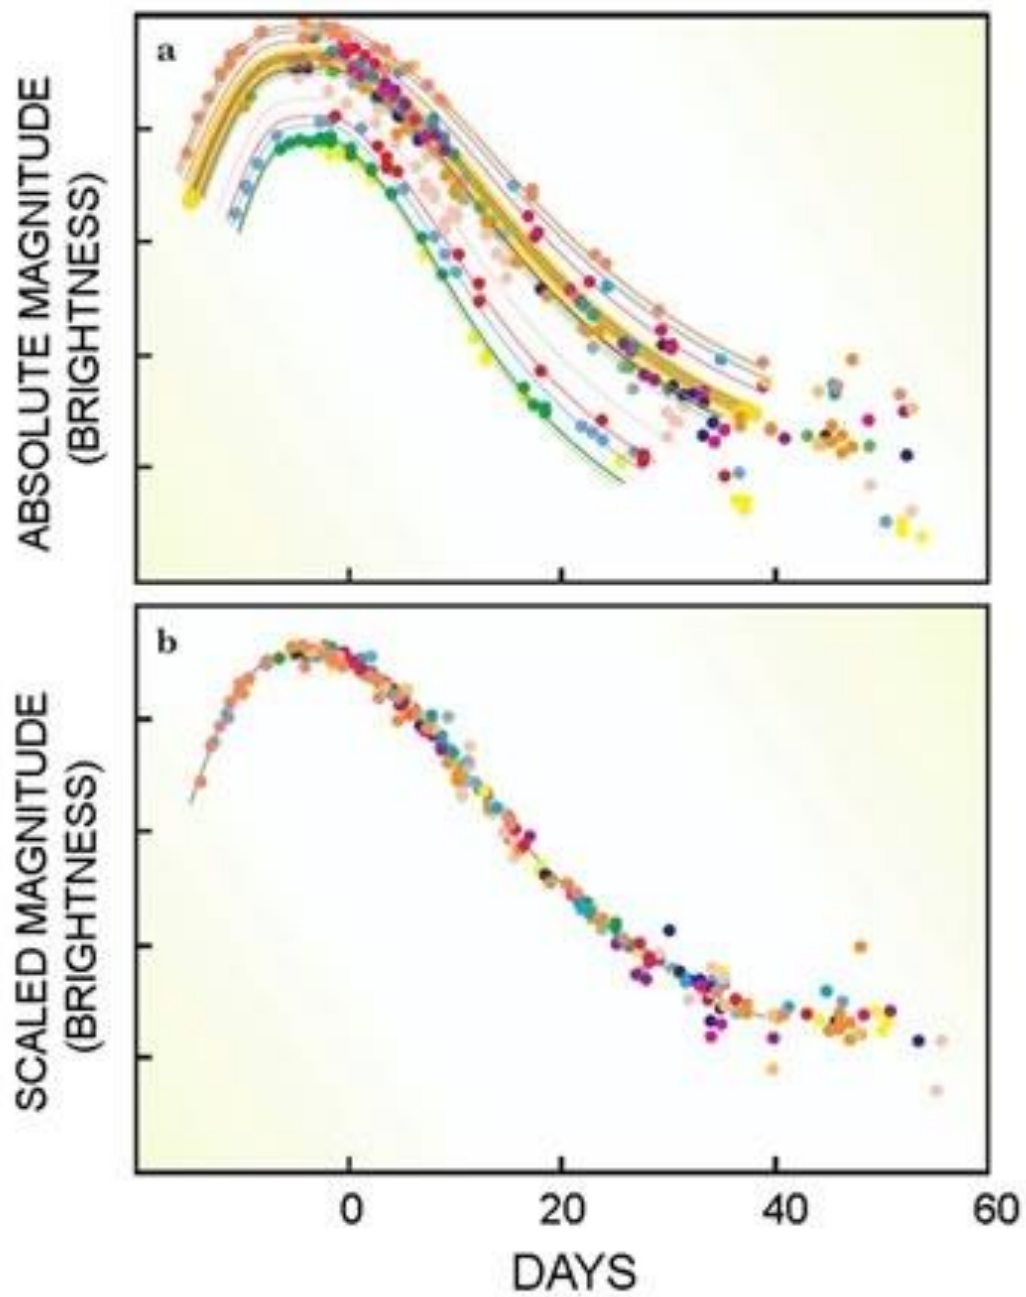 a
ABSOLUTE MAGNITUDE
(BRIGHTNESS)
b
SCALED MAGNITUDE
(BRIGHTNESS)
0 20 40 60
DAYS